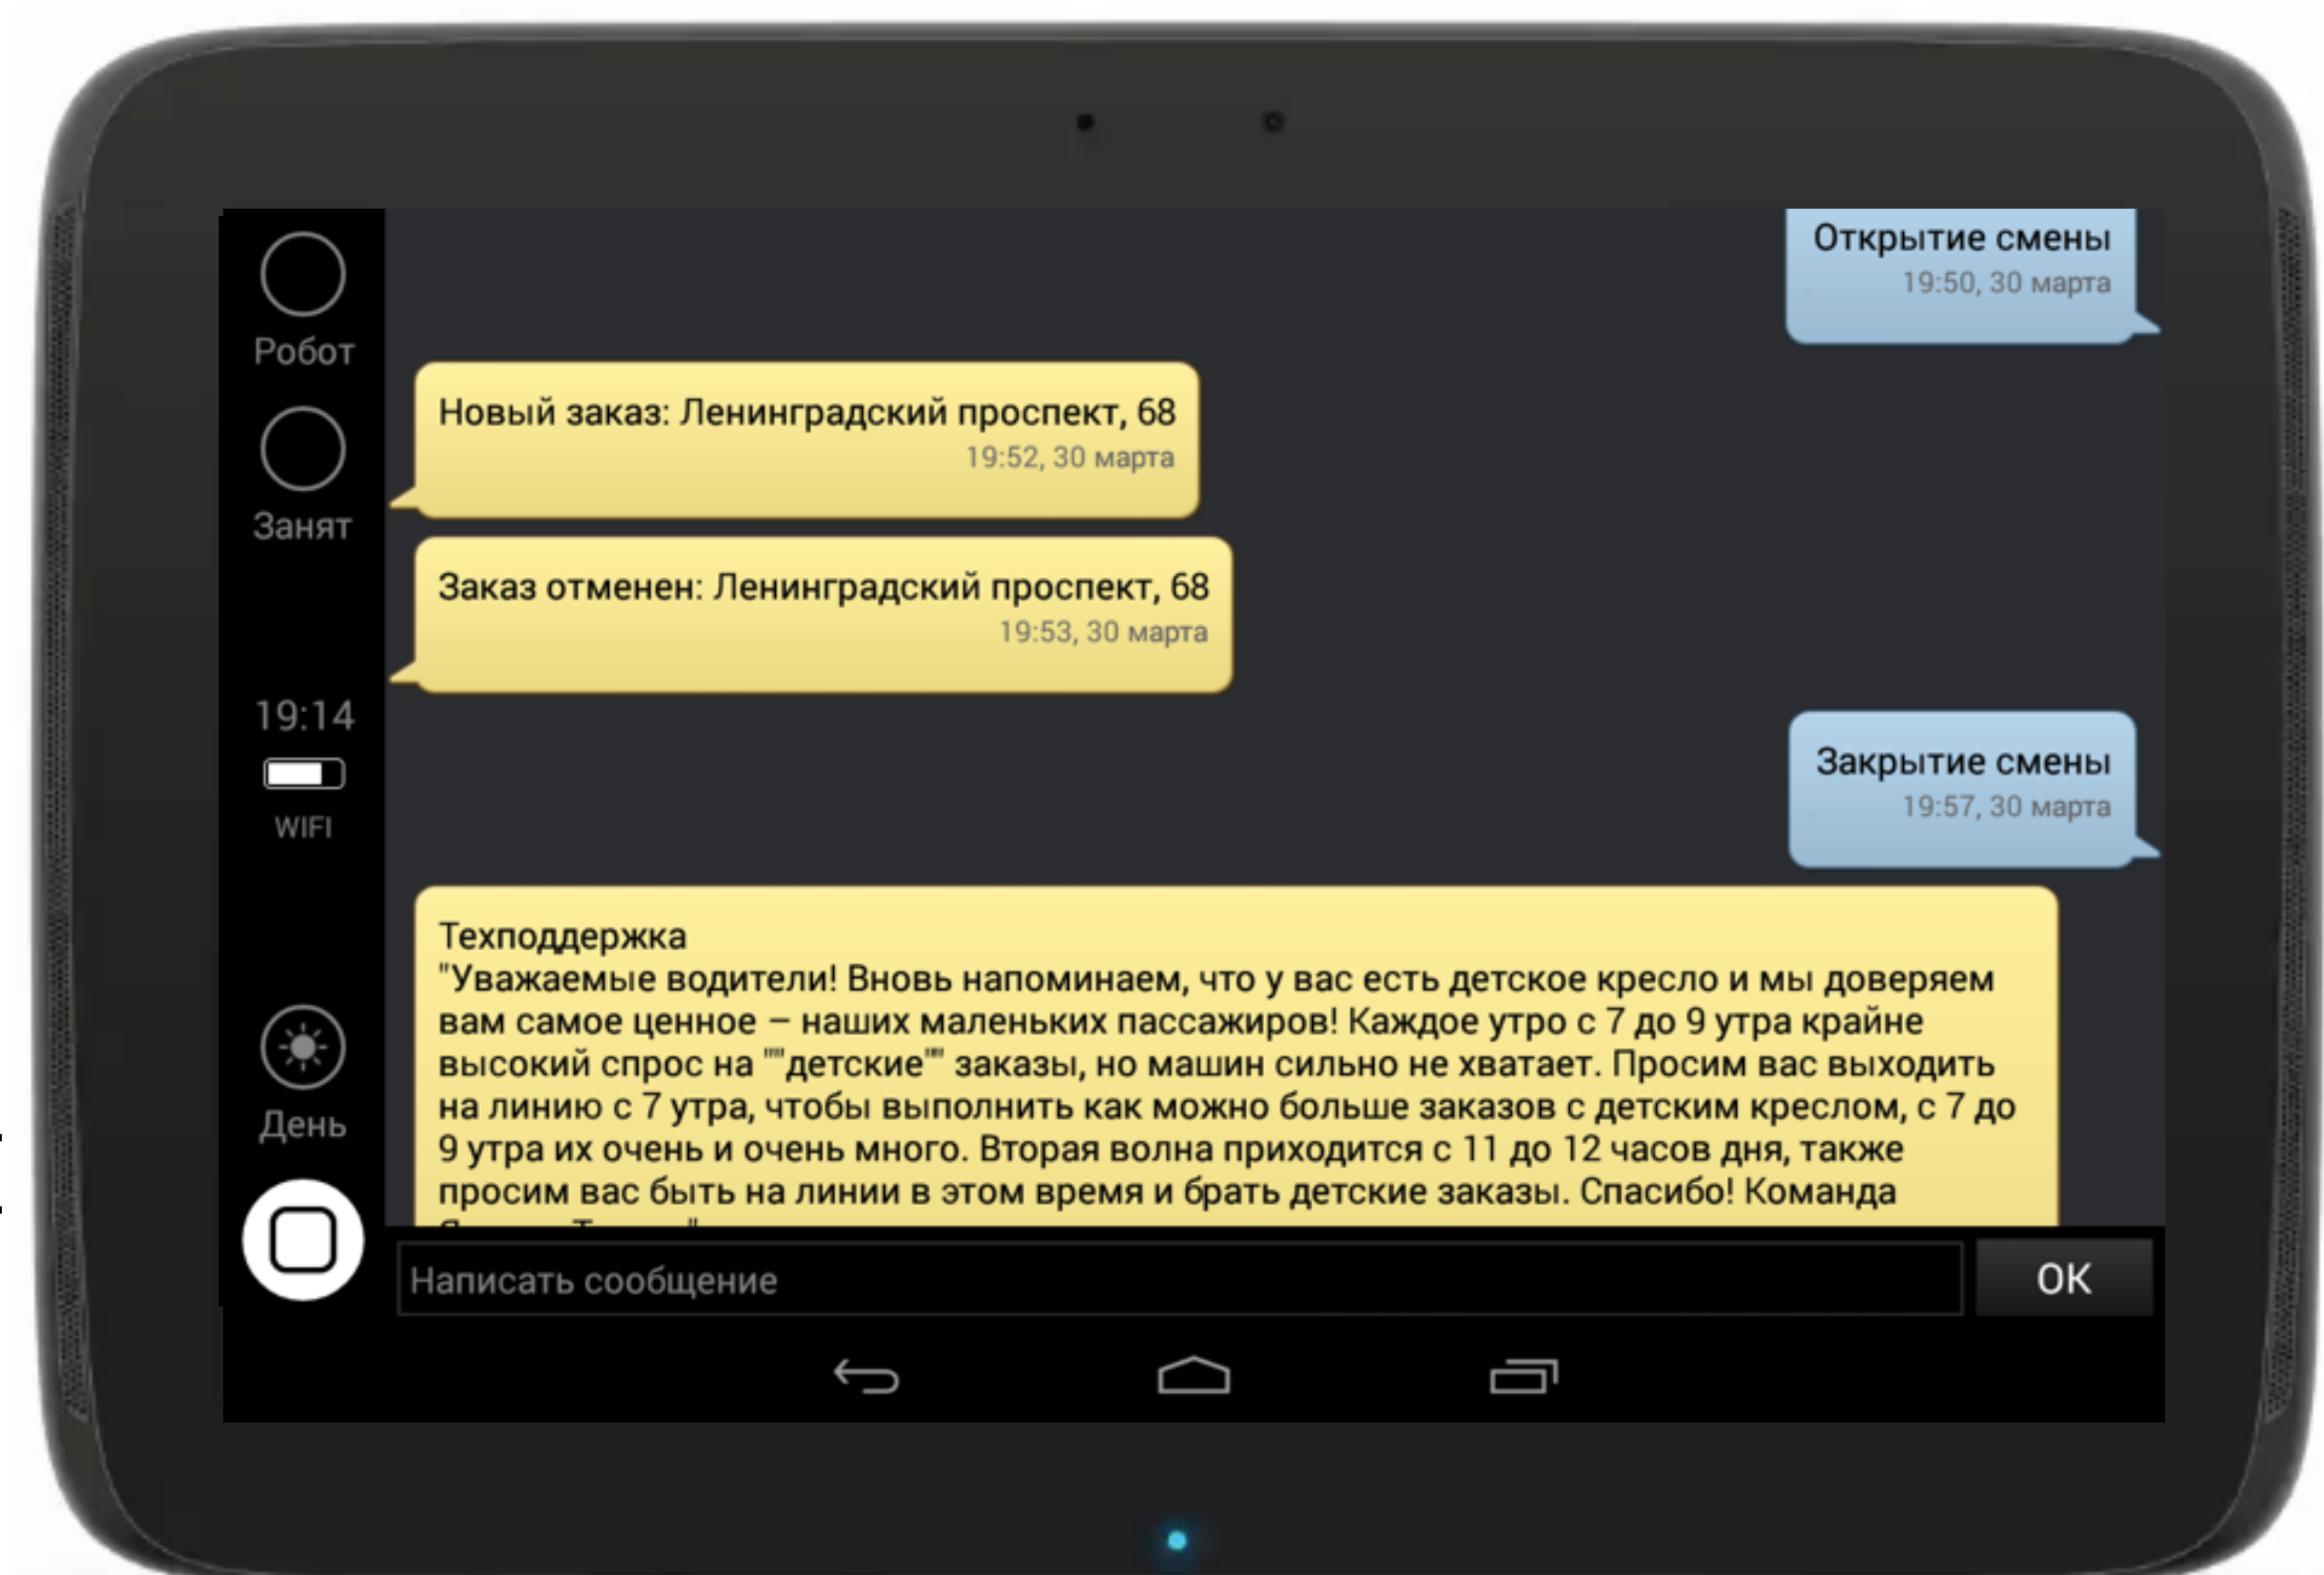 Робот
Занят
19:14
WIFI
День
Открытие смены
19:50, 30 марта
Новый заказ: Ленинградский проспект, 68
19:52, 30 марта
Заказ отменен: Ленинградский проспект, 68
19:53, 30 марта
Закрытие смены
19:57, 30 марта
Техподдержка
"Уважаемые водители! Вновь напоминаем, что у вас есть детское кресло и мы доверяем
вам самое ценное – наших маленьких пассажиров! Каждое утро с 7 до 9 утра крайне
высокий спрос на ""детские"" заказы, но машин сильно не хватает. Просим вас выходить
на линию с 7 утра, чтобы выполнить как можно больше заказов с детским креслом, с 7 до
9 утра их очень и очень много. Вторая волна приходится с 11 до 12 часов дня, также
просим вас быть на линии в этом время и брать детские заказы. Спасибо! Команда
Написать сообщение
ОК